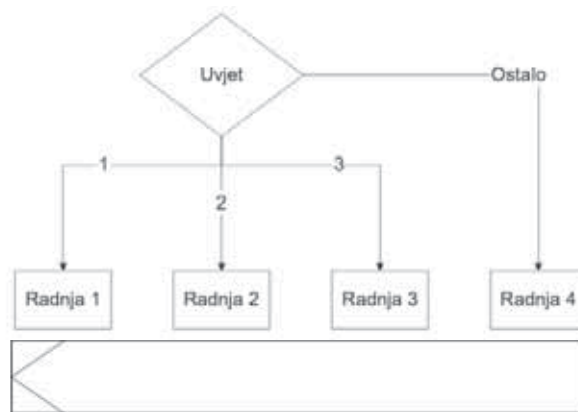 Uvjet
Ostalo
1
3
2
Radnja 1
Radnja 2
Radnja 3
Radnja 4